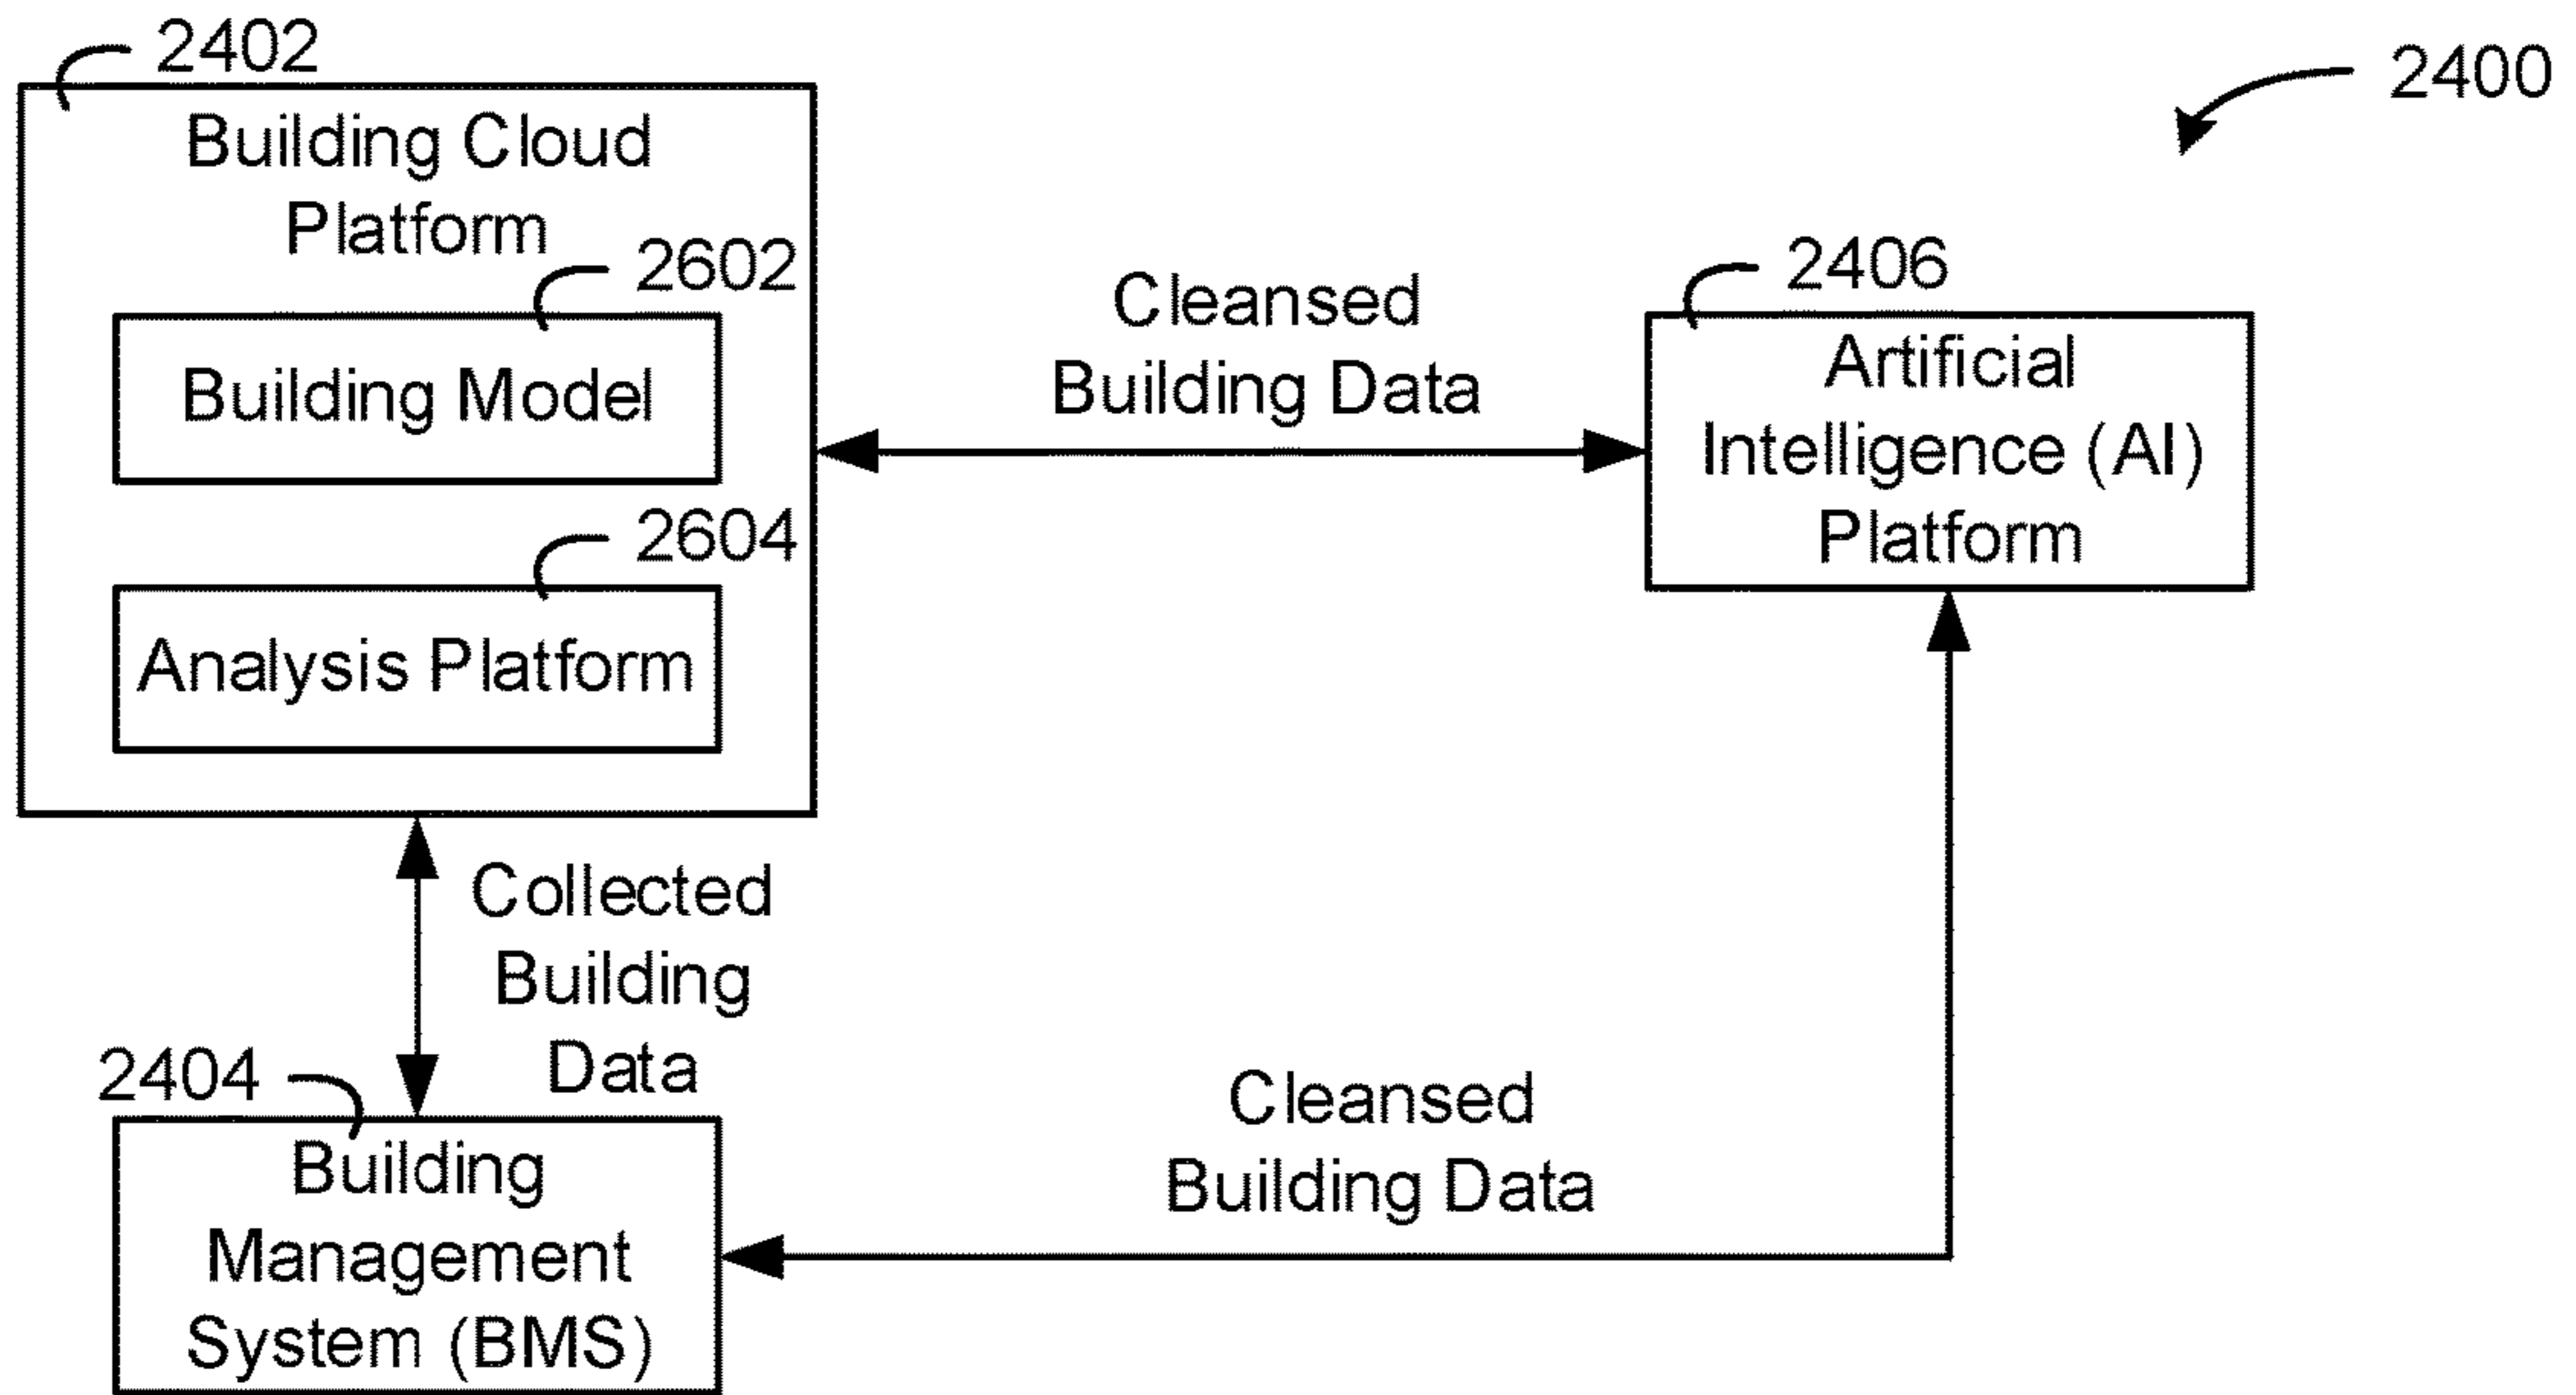 2402
2400
Building Cloud
Platform
2602
Building Model
2604
Analysis Platform
Cleansed
Building Data
2406
Artificial
Intelligence (AI)
Platform
Collected
Building
Data
2404
Building
Management
System (BMS)
Cleansed
Building Data